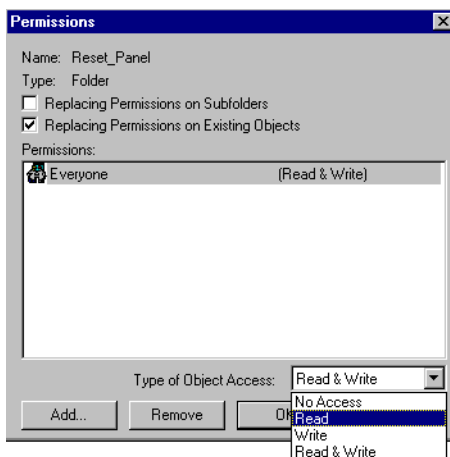 Permissions
Name: Reset_Panel
Type: Folder
Replacing Permissions on Subfolders
Replacing Permissions on Existing Objects
Permissions:
Everyone (Read & Write)
Type of Object Access: Read & Write
No Access
Add... Remove Read
Write
Read & Write